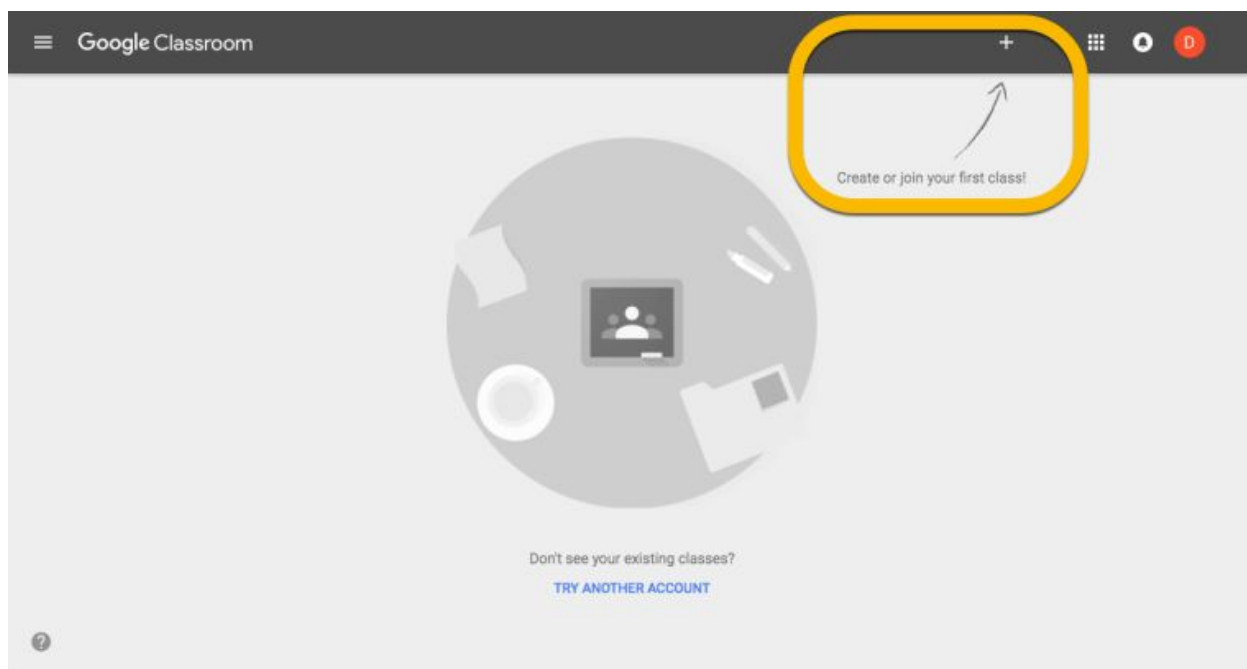 Google Classroom
+
D
Create or join your first class!
Don't see your existing classes?
TRY ANOTHER ACCOUNT
?